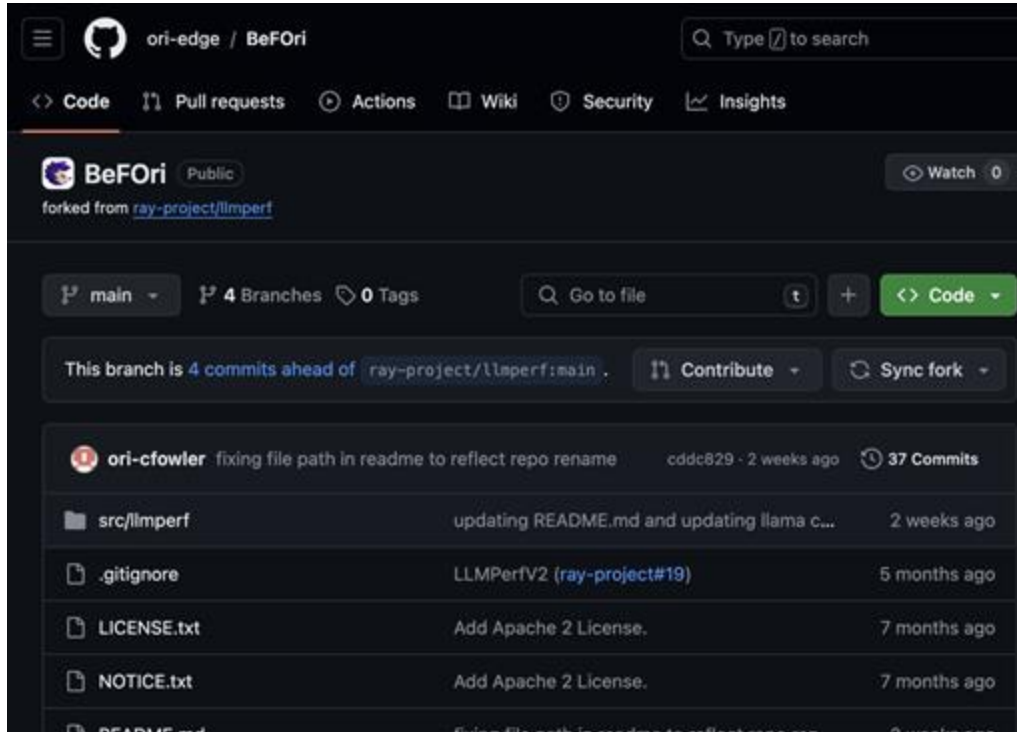 ori-edge / BeFOri
Type / to search
Code Pull requests Actions Wiki Security Insights
BeFOri Public
Watch 0
forked from ray-project/llmperf
main 4 Branches 0 Tags
Go to file t + Code
This branch is 4 commits ahead of ray-project/llmperf:main . Contribute Sync fork
ori-cfowler fixing file path in readme to reflect repo rename cddc829 · 2 weeks ago 37 Commits
src/llmperf updating README.md and updating llama c... 2 weeks ago
.gitignore LLMPerfV2 (ray-project#19) 5 months ago
LICENSE.txt Add Apache 2 License. 7 months ago
NOTICE.txt Add Apache 2 License. 7 months ago